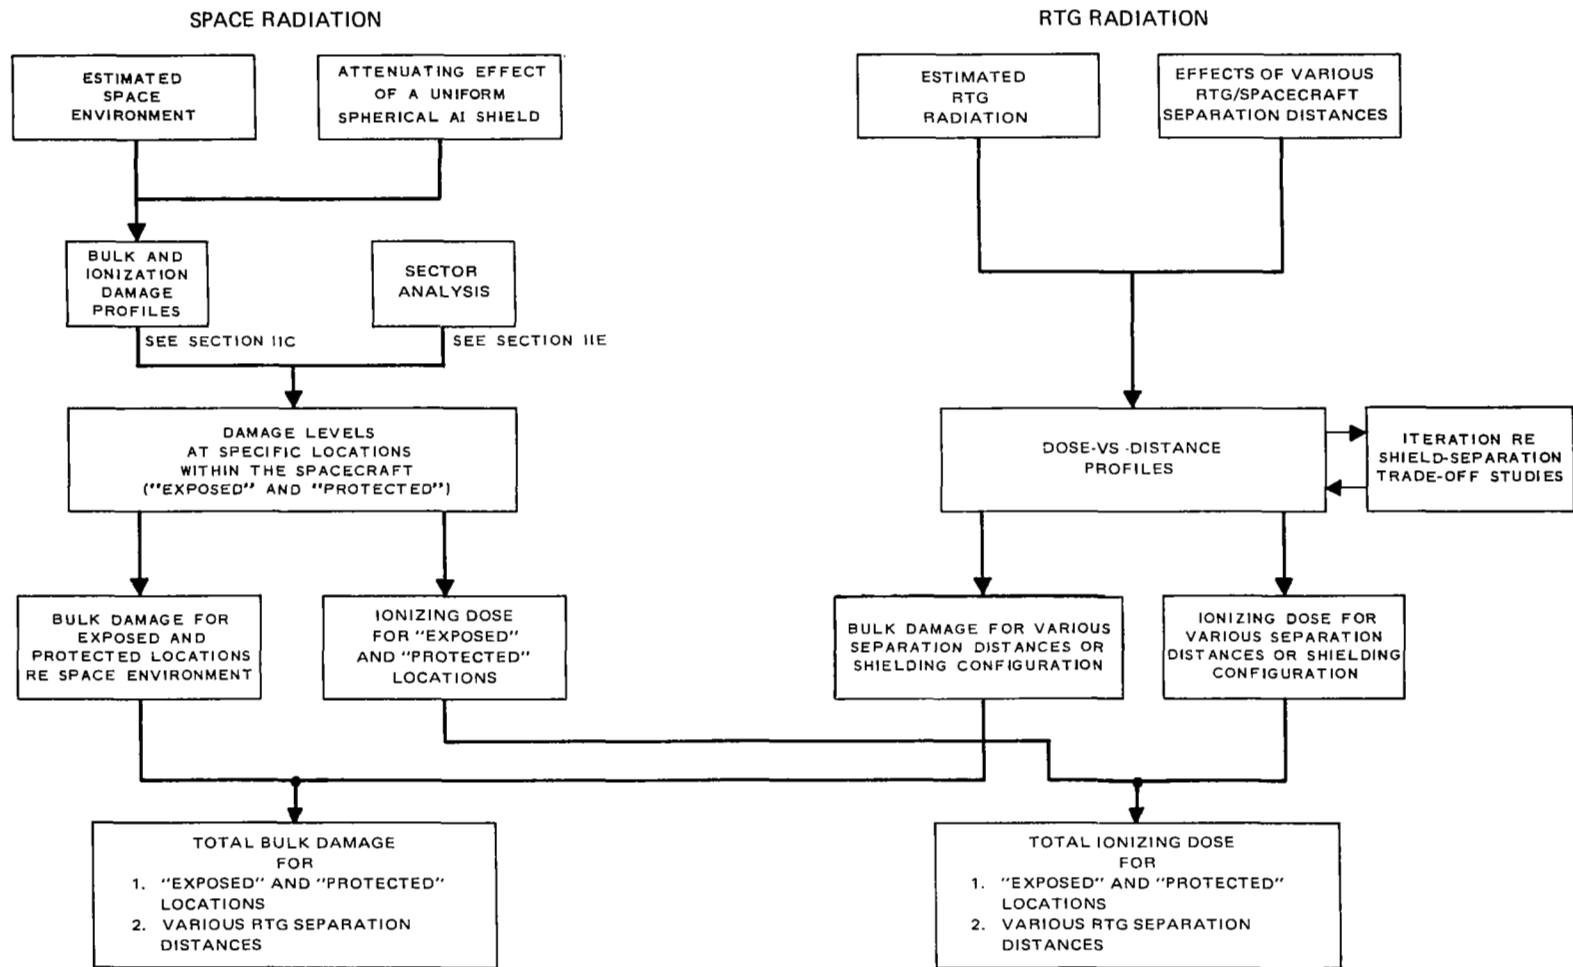 SPACE RADIATION
RTG RADIATION
ESTIMATED
SPACE
ENVIRONMENT
ATTENUATING EFFECT
OF A UNIFORM
SPHERICAL Al SHIELD
ESTIMATED
RTG
RADIATION
EFFECTS OF VARIOUS
RTG/SPACECRAFT
SEPARATION DISTANCES
BULK AND
IONIZATION
DAMAGE
PROFILES
SECTOR
ANALYSIS
SEE SECTION IIC
SEE SECTION IIE
DAMAGE LEVELS
AT SPECIFIC LOCATIONS
WITHIN THE SPACECRAFT
("EXPOSED" AND "PROTECTED")
DOSE-VS-DISTANCE
PROFILES
ITERATION RE
SHIELD-SEPARATION
TRADE-OFF STUDIES
BULK DAMAGE FOR
EXPOSED AND
PROTECTED LOCATIONS
RE SPACE ENVIRONMENT
IONIZING DOSE
FOR "EXPOSED"
AND "PROTECTED"
LOCATIONS
BULK DAMAGE FOR VARIOUS
SEPARATION DISTANCES OR
SHIELDING CONFIGURATION
IONIZING DOSE FOR
VARIOUS SEPARATION
DISTANCES OR SHIELDING
CONFIGURATION
TOTAL BULK DAMAGE
FOR
1. "EXPOSED" AND "PROTECTED"
LOCATIONS
2. VARIOUS RTG SEPARATION
DISTANCES
TOTAL IONIZING DOSE
FOR
1. "EXPOSED" AND "PROTECTED"
LOCATIONS
2. VARIOUS RTG SEPARATION
DISTANCES